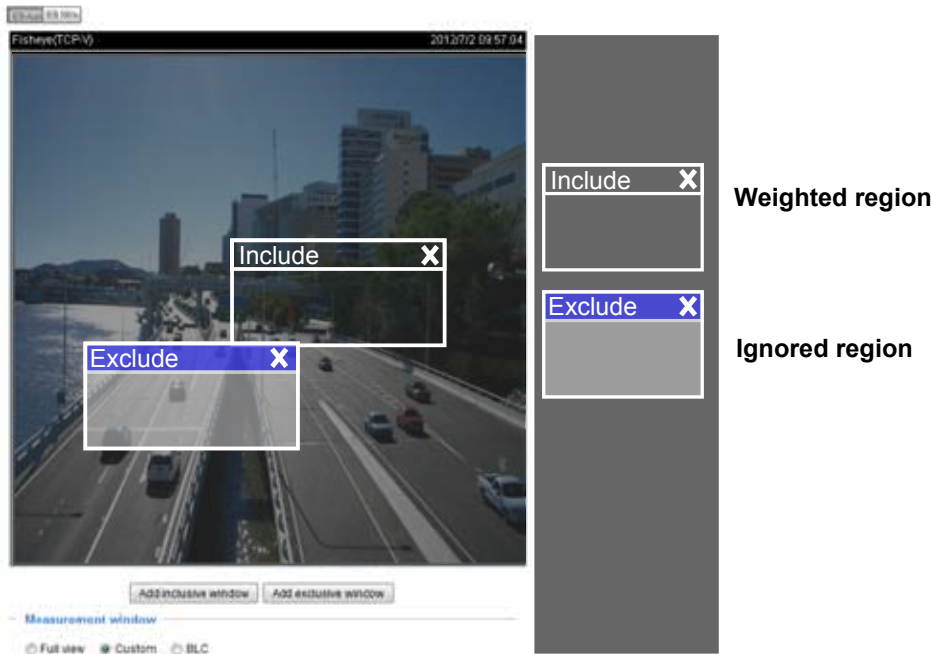 Fisheye(TCP-V) 2012/7/2 09:57:04
Include
Exclude
Include
Weighted region
Exclude
Ignored region
Add inclusive window Add exclusive window
Measurement window
Full view Custom BLC